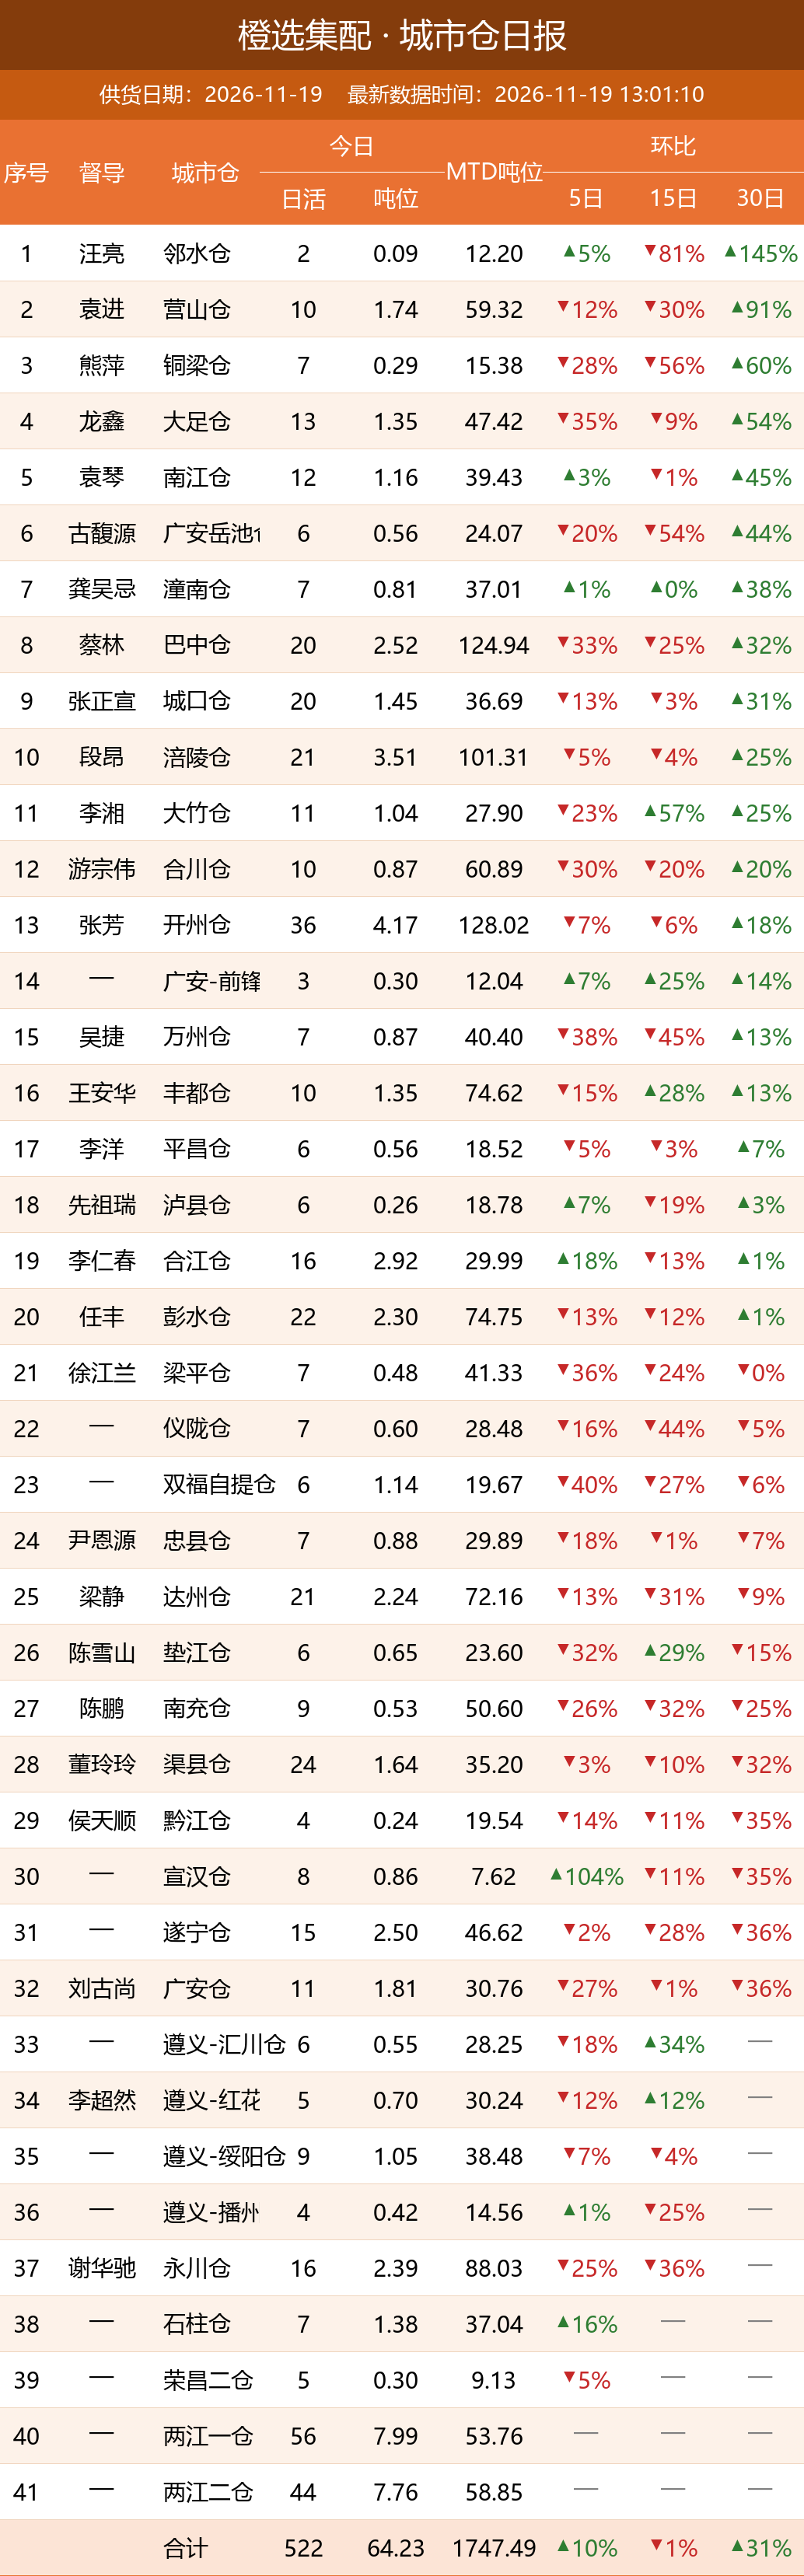 橙选集配 · 城市仓日报
供货日期：2026-11-19 最新数据时间：2026-11-19 13:01:10
序号 督导 城市仓 今日 MTD吨位 环比
日活 吨位 5日 15日 30日
1 汪亮 邻水仓 2 0.09 12.20 ▲5% ▼81% ▲145%
2 袁进 营山仓 10 1.74 59.32 ▼12% ▼30% ▲91%
3 熊萍 铜梁仓 7 0.29 15.38 ▼28% ▼56% ▲60%
4 龙鑫 大足仓 13 1.35 47.42 ▼35% ▼9% ▲54%
5 袁琴 南江仓 12 1.16 39.43 ▲3% ▼1% ▲45%
6 古馥源 广安岳池 6 0.56 24.07 ▼20% ▼54% ▲44%
7 龚吴忌 潼南仓 7 0.81 37.01 ▲1% ▲0% ▲38%
8 蔡林 巴中仓 20 2.52 124.94 ▼33% ▼25% ▲32%
9 张正宣 城口仓 20 1.45 36.69 ▼13% ▼3% ▲31%
10 段昂 涪陵仓 21 3.51 101.31 ▼5% ▼4% ▲25%
11 李湘 大竹仓 11 1.04 27.90 ▼23% ▲57% ▲25%
12 游宗伟 合川仓 10 0.87 60.89 ▼30% ▼20% ▲20%
13 张芳 开州仓 36 4.17 128.02 ▼7% ▼6% ▲18%
14 — 广安-前锋 3 0.30 12.04 ▲7% ▲25% ▲14%
15 吴捷 万州仓 7 0.87 40.40 ▼38% ▼45% ▲13%
16 王安华 丰都仓 10 1.35 74.62 ▼15% ▲28% ▲13%
17 李洋 平昌仓 6 0.56 18.52 ▼5% ▼3% ▲7%
18 先祖瑞 泸县仓 6 0.26 18.78 ▲7% ▼19% ▲3%
19 李仁春 合江仓 16 2.92 29.99 ▲18% ▼13% ▲1%
20 任丰 彭水仓 22 2.30 74.75 ▼13% ▼12% ▲1%
21 徐江兰 梁平仓 7 0.48 41.33 ▼36% ▼24% ▼0%
22 — 仪陇仓 7 0.60 28.48 ▼16% ▼44% ▼5%
23 — 双福自提仓 6 1.14 19.67 ▼40% ▼27% ▼6%
24 尹恩源 忠县仓 7 0.88 29.89 ▼18% ▼1% ▼7%
25 梁静 达州仓 21 2.24 72.16 ▼13% ▼31% ▼9%
26 陈雪山 垫江仓 6 0.65 23.60 ▼32% ▲29% ▼15%
27 陈鹏 南充仓 9 0.53 50.60 ▼26% ▼32% ▼25%
28 董玲玲 渠县仓 24 1.64 35.20 ▼3% ▼10% ▼32%
29 侯天顺 黔江仓 4 0.24 19.54 ▼14% ▼11% ▼35%
30 — 宣汉仓 8 0.86 7.62 ▲104% ▼11% ▼35%
31 — 遂宁仓 15 2.50 46.62 ▼2% ▼28% ▼36%
32 刘古尚 广安仓 11 1.81 30.76 ▼27% ▼1% ▼36%
33 — 遵义-汇川仓 6 0.55 28.25 ▼18% ▲34% —
34 李超然 遵义-红花 5 0.70 30.24 ▼12% ▲12% —
35 — 遵义-绥阳仓 9 1.05 38.48 ▼7% ▼4% —
36 — 遵义-播州 4 0.42 14.56 ▲1% ▼25% —
37 谢华驰 永川仓 16 2.39 88.03 ▼25% ▼36% —
38 — 石柱仓 7 1.38 37.04 ▲16% — —
39 — 荣昌二仓 5 0.30 9.13 ▼5% — —
40 — 两江一仓 56 7.99 53.76 — — —
41 — 两江二仓 44 7.76 58.85 — — —
合计 522 64.23 1747.49 ▲10% ▼1% ▲31%